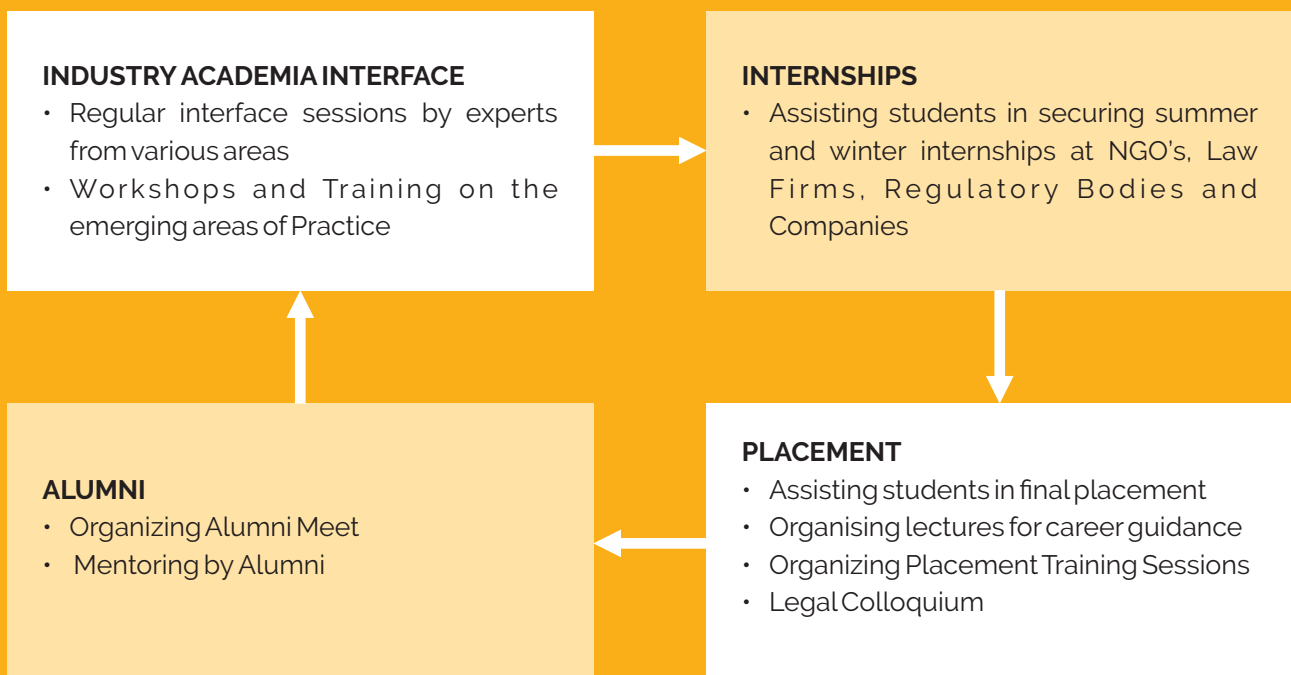 INDUSTRY ACADEMIA INTERFACE
• Regular interface sessions by experts
from various areas
• Workshops and Training on the
emerging areas of Practice
INTERNSHIPS
• Assisting students in securing summer
and winter internships at NGO's, Law
Firms, Regulatory Bodies and
Companies
ALUMNI
• Organizing Alumni Meet
• Mentoring by Alumni
PLACEMENT
• Assisting students in final placement
• Organising lectures for career guidance
• Organizing Placement Training Sessions
• Legal Colloquium